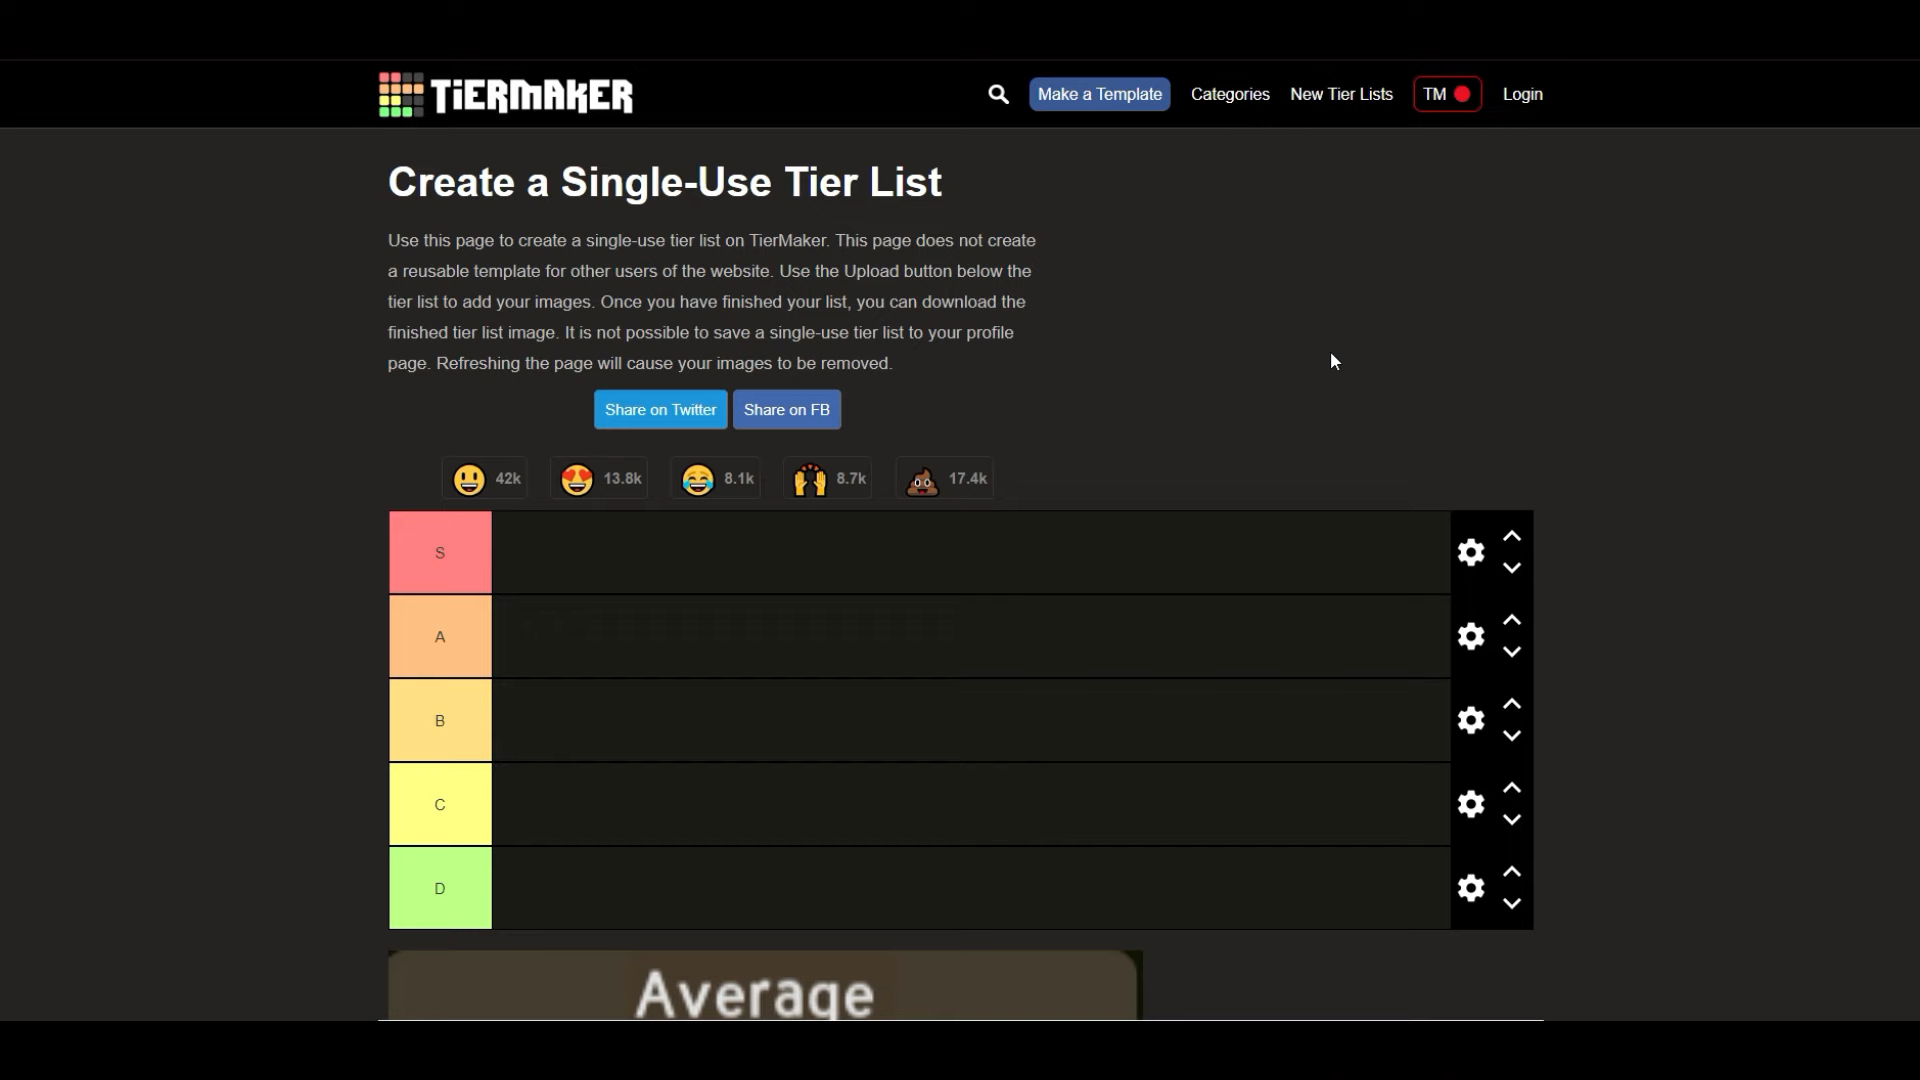 TiERMAKER
Make a Template
Categories
New Tier Lists
TM
Login
Create a Single-Use Tier List
Use this page to create a single-use tier list on TierMaker. This page does not create
a reusable template for other users of the website. Use the Upload button below the
tier list to add your images. Once you have finished your list, you can download the
finished tier list image. It is not possible to save a single-use tier list to your profile
page. Refreshing the page will cause your images to be removed.
Share on Twitter
Share on FB
42k
13.8k
8.1k
8.7k
17.4k
S
A
B
C
D
Average